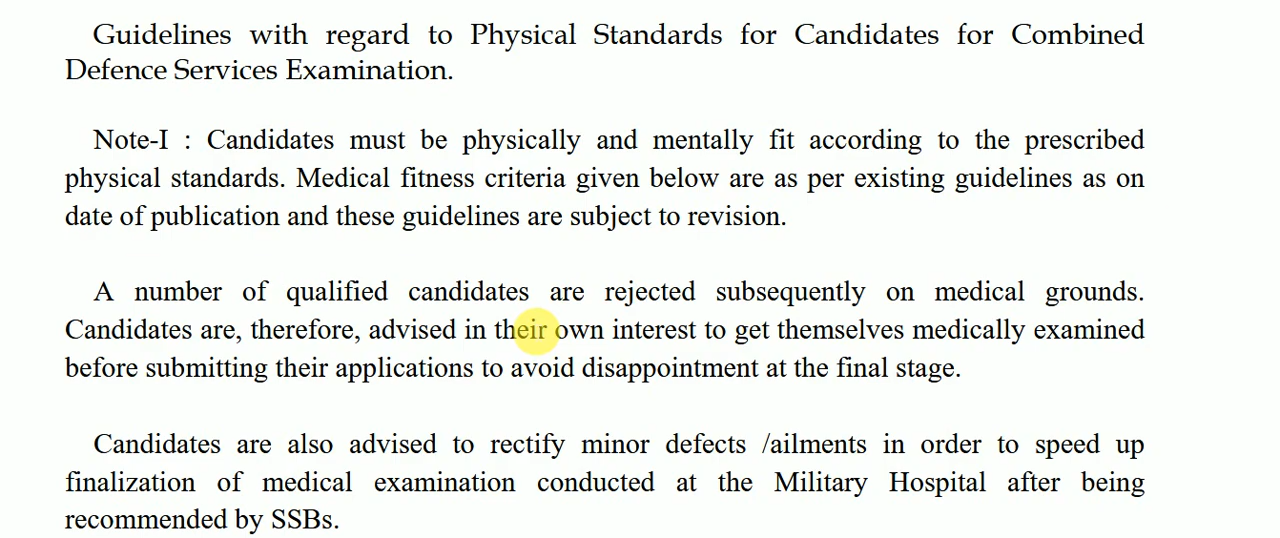 Guidelines with regard to Physical Standards for Candidates for Combined
Defence Services Examination.
Note-I : Candidates must be physically and mentally fit according to the prescribed
physical standards. Medical fitness criteria given below are as per existing guidelines as on
date of publication and these guidelines are subject to revision.
A number of qualified candidates are rejected subsequently on medical grounds.
Candidates are, therefore, advised in their own interest to get themselves medically examined
before submitting their applications to avoid disappointment at the final stage.
Candidates are also advised to rectify minor defects /ailments in order to speed up
finalization of medical examination conducted at the Military Hospital after being
recommended by SSBs.